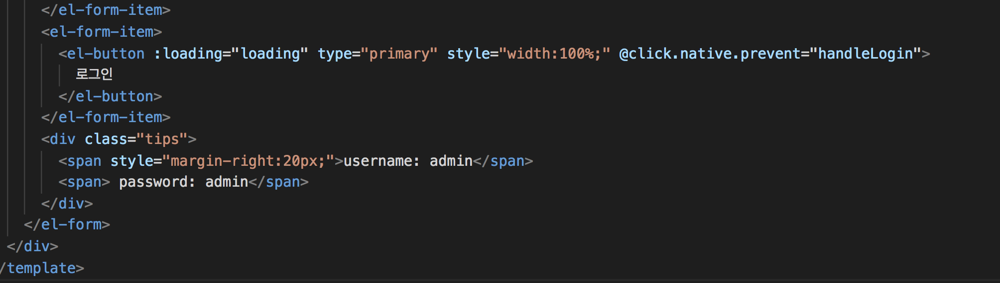 </el-form-item>
<el-form-item>
<el-button :loading="loading" type="primary" style="width:100%;" @click.native.prevent="handleLogin">
로그인
</el-button>
</el-form-item>
<div class="tips">
<span style="margin-right:20px;">username: admin</span>
<span> password: admin</span>
</div>
</el-form>
</div>
/template>